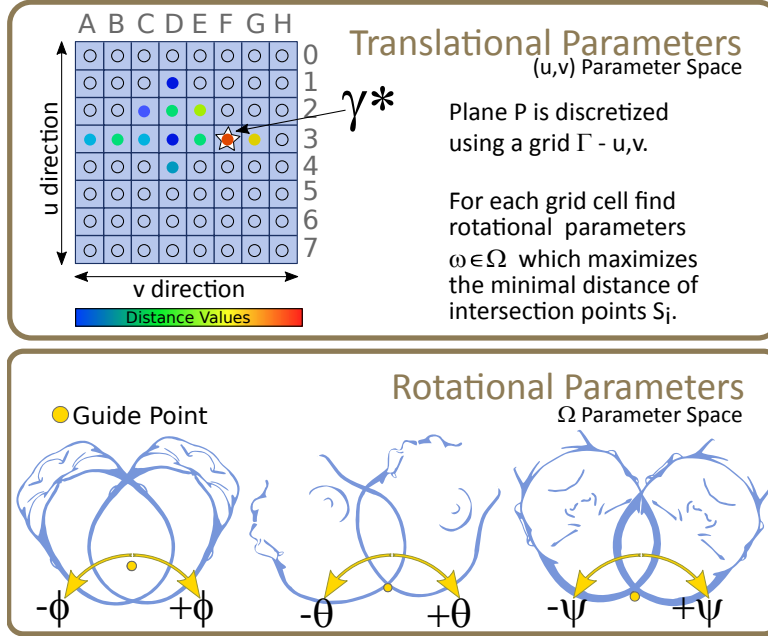 A B C D E F G H
Translational Parameters
(u,v) Parameter Space
0
1
2
3
4
5
6
7
γ*
u direction
v direction
Distance Values
Plane P is discretized
using a grid Γ - u,v.
For each grid cell find
rotational parameters
ω∈Ω which maximizes
the minimal distance of
intersection points Si.
Rotational Parameters
Ω Parameter Space
Guide Point
-ϕ +ϕ
-θ +θ
-ψ +ψ